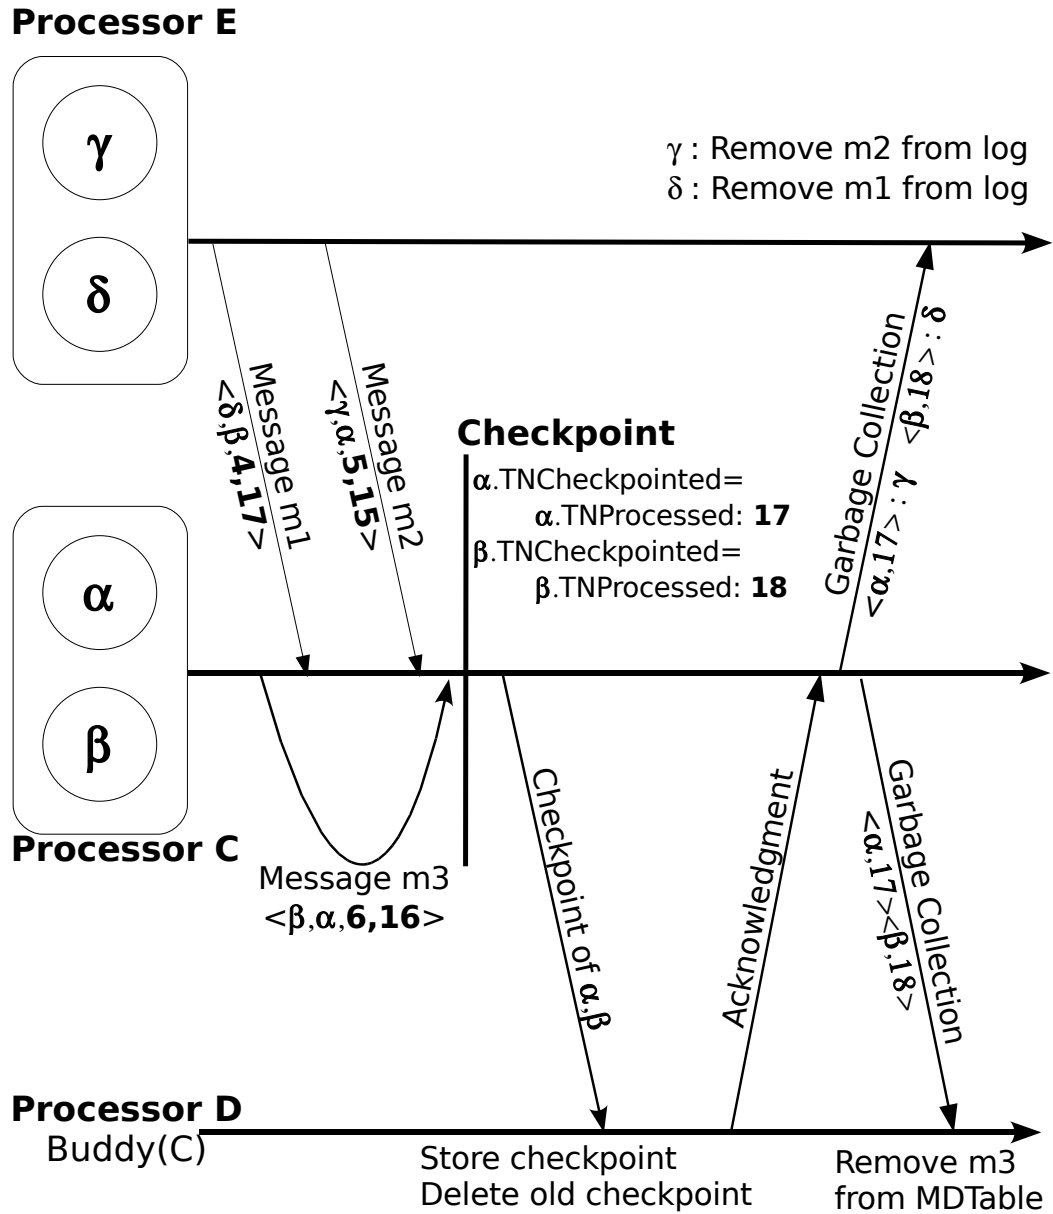 Processor E
γ
δ
γ : Remove m2 from log
δ : Remove m1 from log
Message m1
<δ,β,4,17>
Message m2
<γ,α,5,15>
Checkpoint
α.TNCheckpointed=
α.TNProcessed: 17
β.TNCheckpointed=
β.TNProcessed: 18
Garbage Collection
<α,17> : γ <β,18> : δ
α
β
Processor C
Message m3
<β,α,6,16>
Checkpoint of α,β
Acknowledgment
Garbage Collection
<α,17><β,18>
Processor D
Buddy(C)
Store checkpoint
Delete old checkpoint
Remove m3
from MDTable